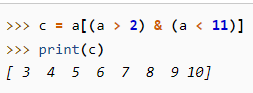 >>> c = a[(a > 2) & (a < 11)]
>>> print(c)
[ 3  4  5  6  7  8  9 10]